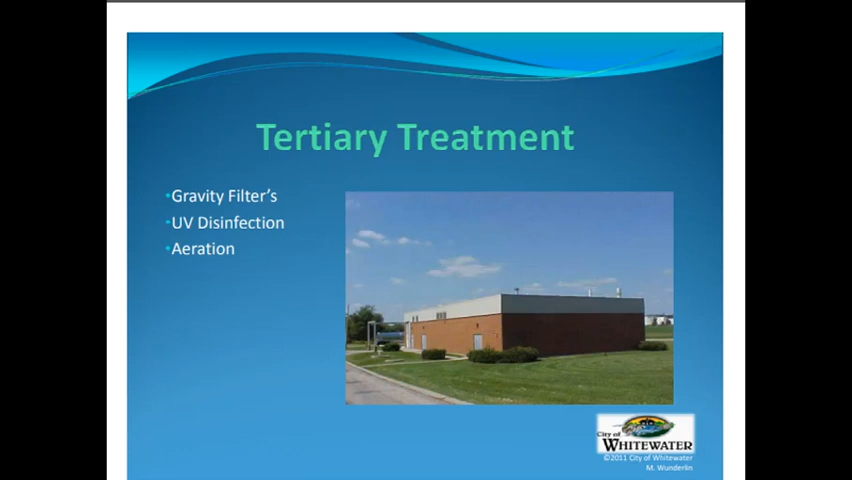 Tertiary Treatment
•Gravity Filter's
•UV Disinfection
•Aeration
City of
WHITEWATER
©2011 City of Whitewater
M. Wunderlin